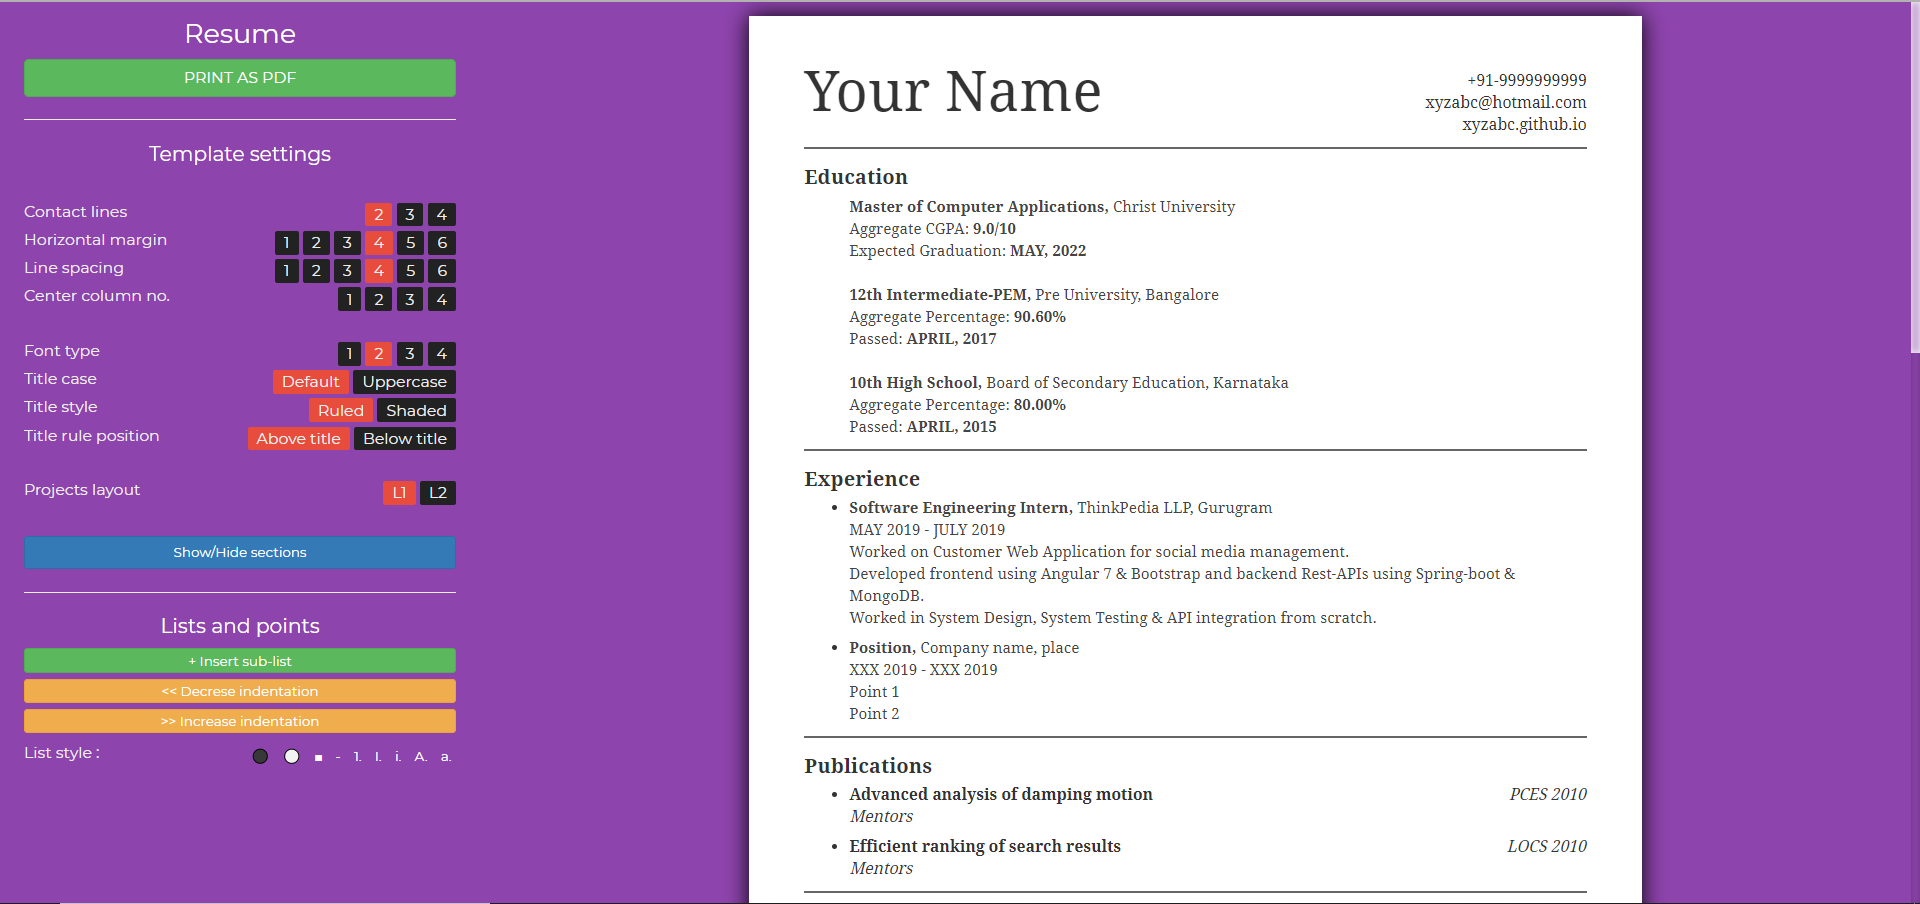 Resume
PRINT AS PDF
Template settings
Contact lines 2 3 4
Horizontal margin 1 2 3 4 5 6
Line spacing 1 2 3 4 5 6
Center column no. 1 2 3 4
Font type 1 2 3 4
Title case Default Uppercase
Title style Ruled Shaded
Title rule position Above title Below title
Projects layout L1 L2
Show/Hide sections
Lists and points
+ Insert sub-list
<< Decrese indentation
>> Increase indentation
List style : ● ○ ■ - 1. I. i. A. a.
Your Name
+91-9999999999
xyzabc@hotmail.com
xyzabc.github.io
Education
Master of Computer Applications, Christ University
Aggregate CGPA: 9.0/10
Expected Graduation: MAY, 2022
12th Intermediate-PEM, Pre University, Bangalore
Aggregate Percentage: 90.60%
Passed: APRIL, 2017
10th High School, Board of Secondary Education, Karnataka
Aggregate Percentage: 80.00%
Passed: APRIL, 2015
Experience
• Software Engineering Intern, ThinkPedia LLP, Gurugram
MAY 2019 - JULY 2019
Worked on Customer Web Application for social media management.
Developed frontend using Angular 7 & Bootstrap and backend Rest-APIs using Spring-boot &
MongoDB.
Worked in System Design, System Testing & API integration from scratch.
• Position, Company name, place
XXX 2019 - XXX 2019
Point 1
Point 2
Publications
• Advanced analysis of damping motion PCES 2010
Mentors
• Efficient ranking of search results LOCS 2010
Mentors